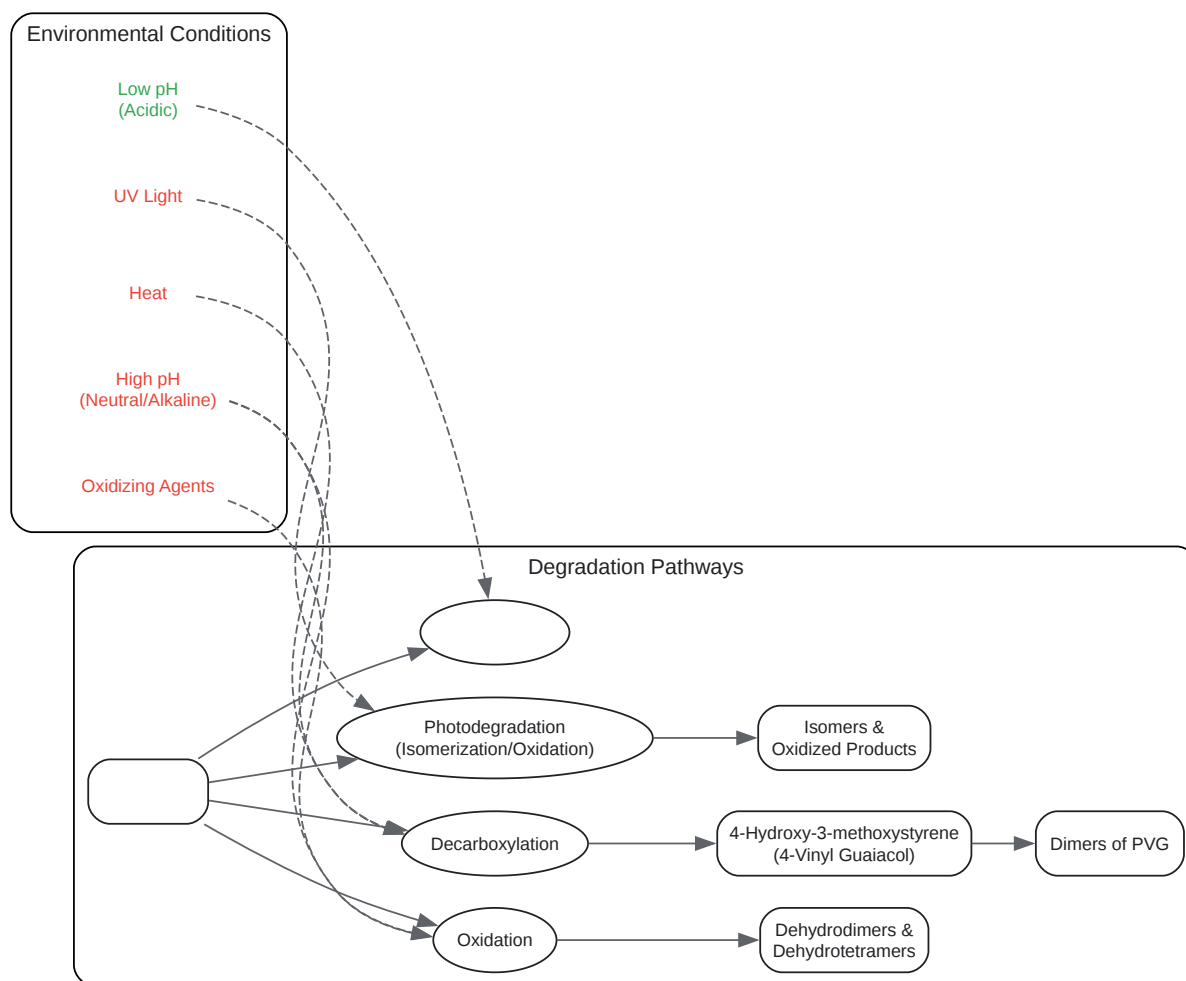 Environmental Conditions
Low pH
(Acidic)
UV Light
Heat
High pH
(Neutral/Alkaline)
Oxidizing Agents
Degradation Pathways
Photodegradation
(Isomerization/Oxidation)
Isomers &
Oxidized Products
Decarboxylation
4-Hydroxy-3-methoxystyrene
(4-Vinyl Guaiacol)
Dimers of PVG
Oxidation
Dehydrodimers &
Dehydrotetramers